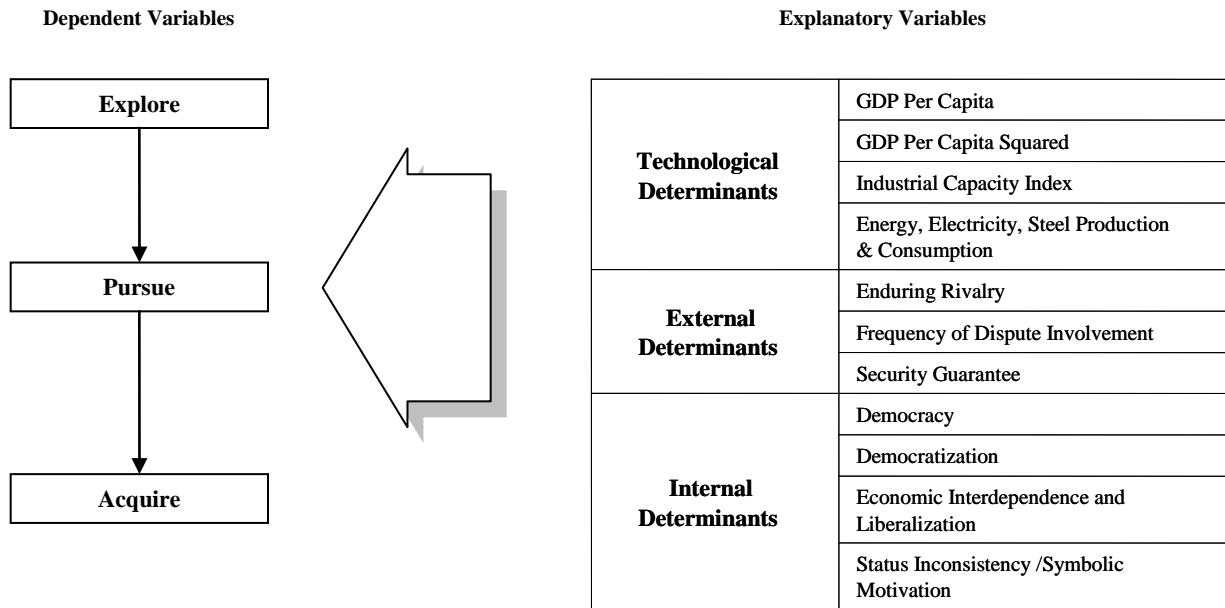 Dependent Variables
Explanatory Variables
Explore
Pursue
Acquire
Technological
Determinants
GDP Per Capita
GDP Per Capita Squared
Industrial Capacity Index
Energy, Electricity, Steel Production
& Consumption
External
Determinants
Enduring Rivalry
Frequency of Dispute Involvement
Security Guarantee
Internal
Determinants
Democracy
Democratization
Economic Interdependence and
Liberalization
Status Inconsistency /Symbolic
Motivation